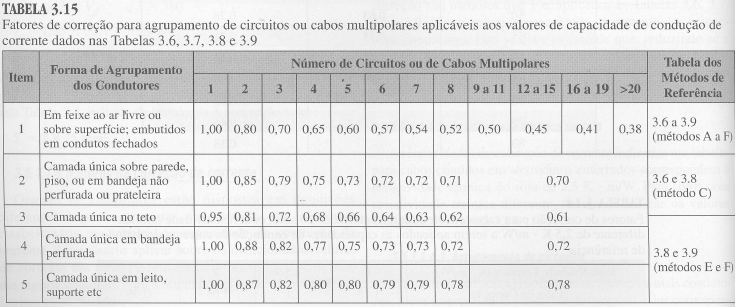 TABELA 3.15
Fatores de correção para agrupamento de circuitos ou cabos multipolares aplicáveis aos valores de capacidade de condução de
corrente dados nas Tabelas 3.6, 3.7, 3.8 e 3.9
Item Forma de Agrupamento dos Condutores Número de Circuitos ou de Cabos Multipolares Tabela dos Métodos de Referência
1 2 3 4 5 6 7 8 9 a 11 12 a 15 16 a 19 >20
1 Em feixe ao ar livre ou sobre superfície; embutidos em condutos fechados 1,00 0,80 0,70 0,65 0,60 0,57 0,54 0,52 0,50 0,45 0,41 0,38 3.6 a 3.9 (métodos A a F)
2 Camada única sobre parede, piso, ou em bandeja não perfurada ou prateleira 1,00 0,85 0,79 0,75 0,73 0,72 0,72 0,71 0,70 3.6 e 3.8 (método C)
3 Camada única no teto 0,95 0,81 0,72 0,68 0,66 0,64 0,63 0,62 0,61
4 Camada única em bandeja perfurada 1,00 0,88 0,82 0,77 0,75 0,73 0,73 0,72 0,72 3.8 e 3.9 (métodos E e F)
5 Camada única em leito, suporte etc 1,00 0,87 0,82 0,80 0,80 0,79 0,79 0,78 0,78